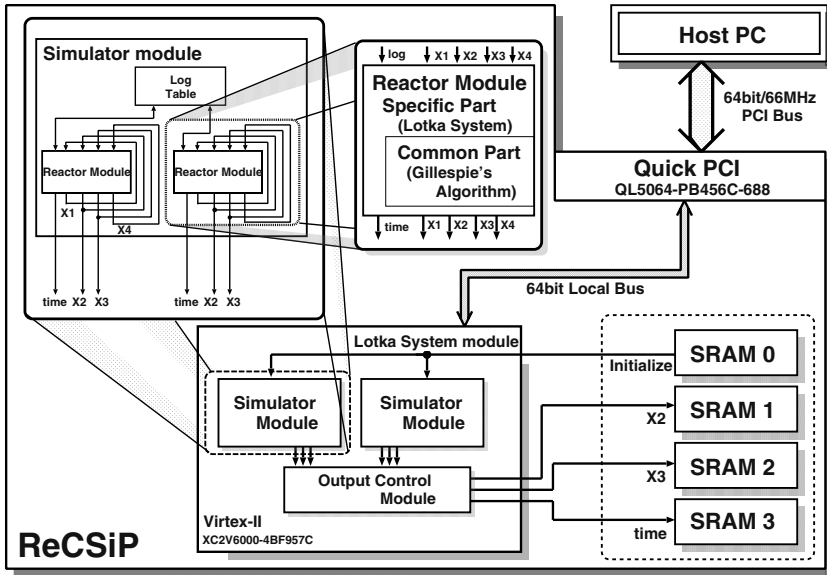 Simulator module
Log
Table
Reactor Module
Reactor Module
X1
X4
time X2 X3
time X2 X3
log X1 X2 X3 X4
Reactor Module
Specific Part
(Lotka System)
Common Part
(Gillespie's
Algorithm)
time X1 X2 X3 X4
Host PC
64bit/66MHz
PCI Bus
Quick PCI
QL5064-PB456C-688
64bit Local Bus
Lotka System module
Simulator
Module
Simulator
Module
Output Control
Module
Virtex-II
XC2V6000-4BF957C
Initialize
SRAM 0
X2
SRAM 1
X3
SRAM 2
time
SRAM 3
ReCSiP